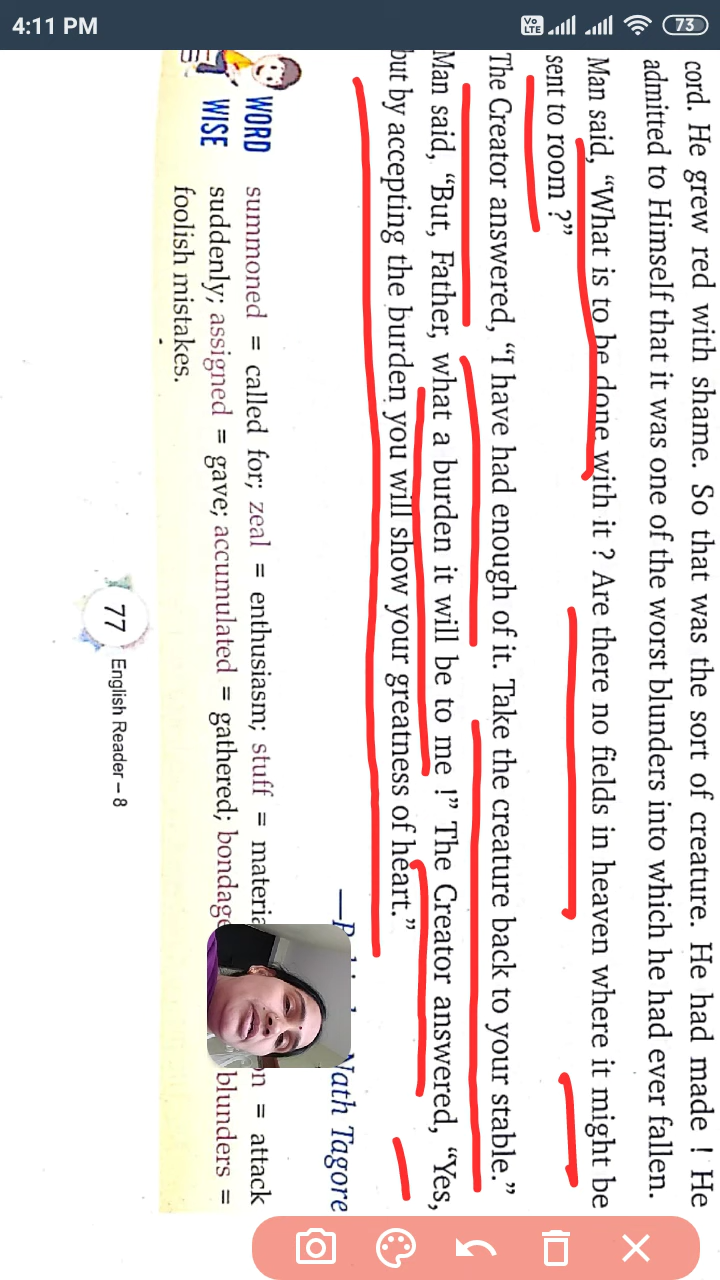 4:11 PM
Vo LTE
73
cord. He grew red with shame. So that was the sort of creature. He had made ! He
admitted to Himself that it was one of the worst blunders into which he had ever fallen.
Man said, “What is to be done with it ? Are there no fields in heaven where it might be
sent to room ?”
The Creator answered, “I have had enough of it. Take the creature back to your stable.”
Man said, “But, Father, what a burden it will be to me !” The Creator answered, “Yes,
but by accepting the burden you will show your greatness of heart.”
Nath Tagore
WORD
WISE
summoned = called for; zeal = enthusiasm; stuff = = attack
suddenly; assigned = gave; accumulated = gathered; bondage blunders =
foolish mistakes.
77
English Reader – 8